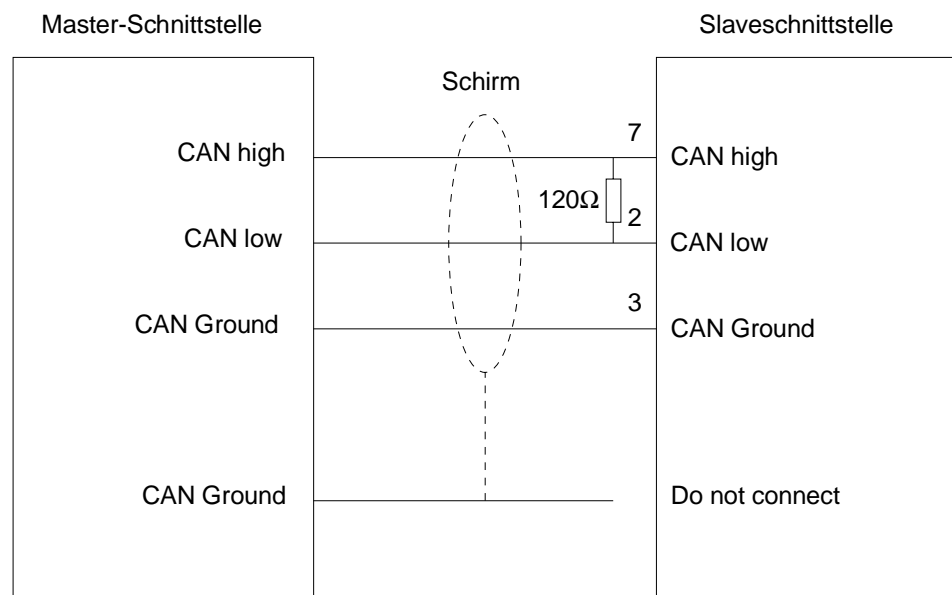 Master-Schnittstelle
Slaveschnittstelle
Schirm
7
CAN high
CAN high
120Ω
2
CAN low
CAN low
3
CAN Ground
CAN Ground
CAN Ground
Do not connect